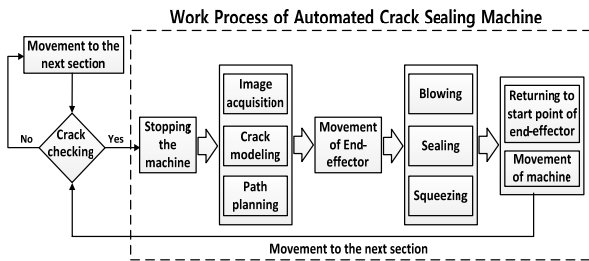 Work Process of Automated Crack Sealing Machine
Movement to the
next section
No
Crack
checking
Yes
Stopping
the
machine
Image
acquisition
Crack
modeling
Path
planning
Movement
of End-
effector
Blowing
Sealing
Squeezing
Returning to
start point of
end-effector
Movement
of machine
Movement to the next section